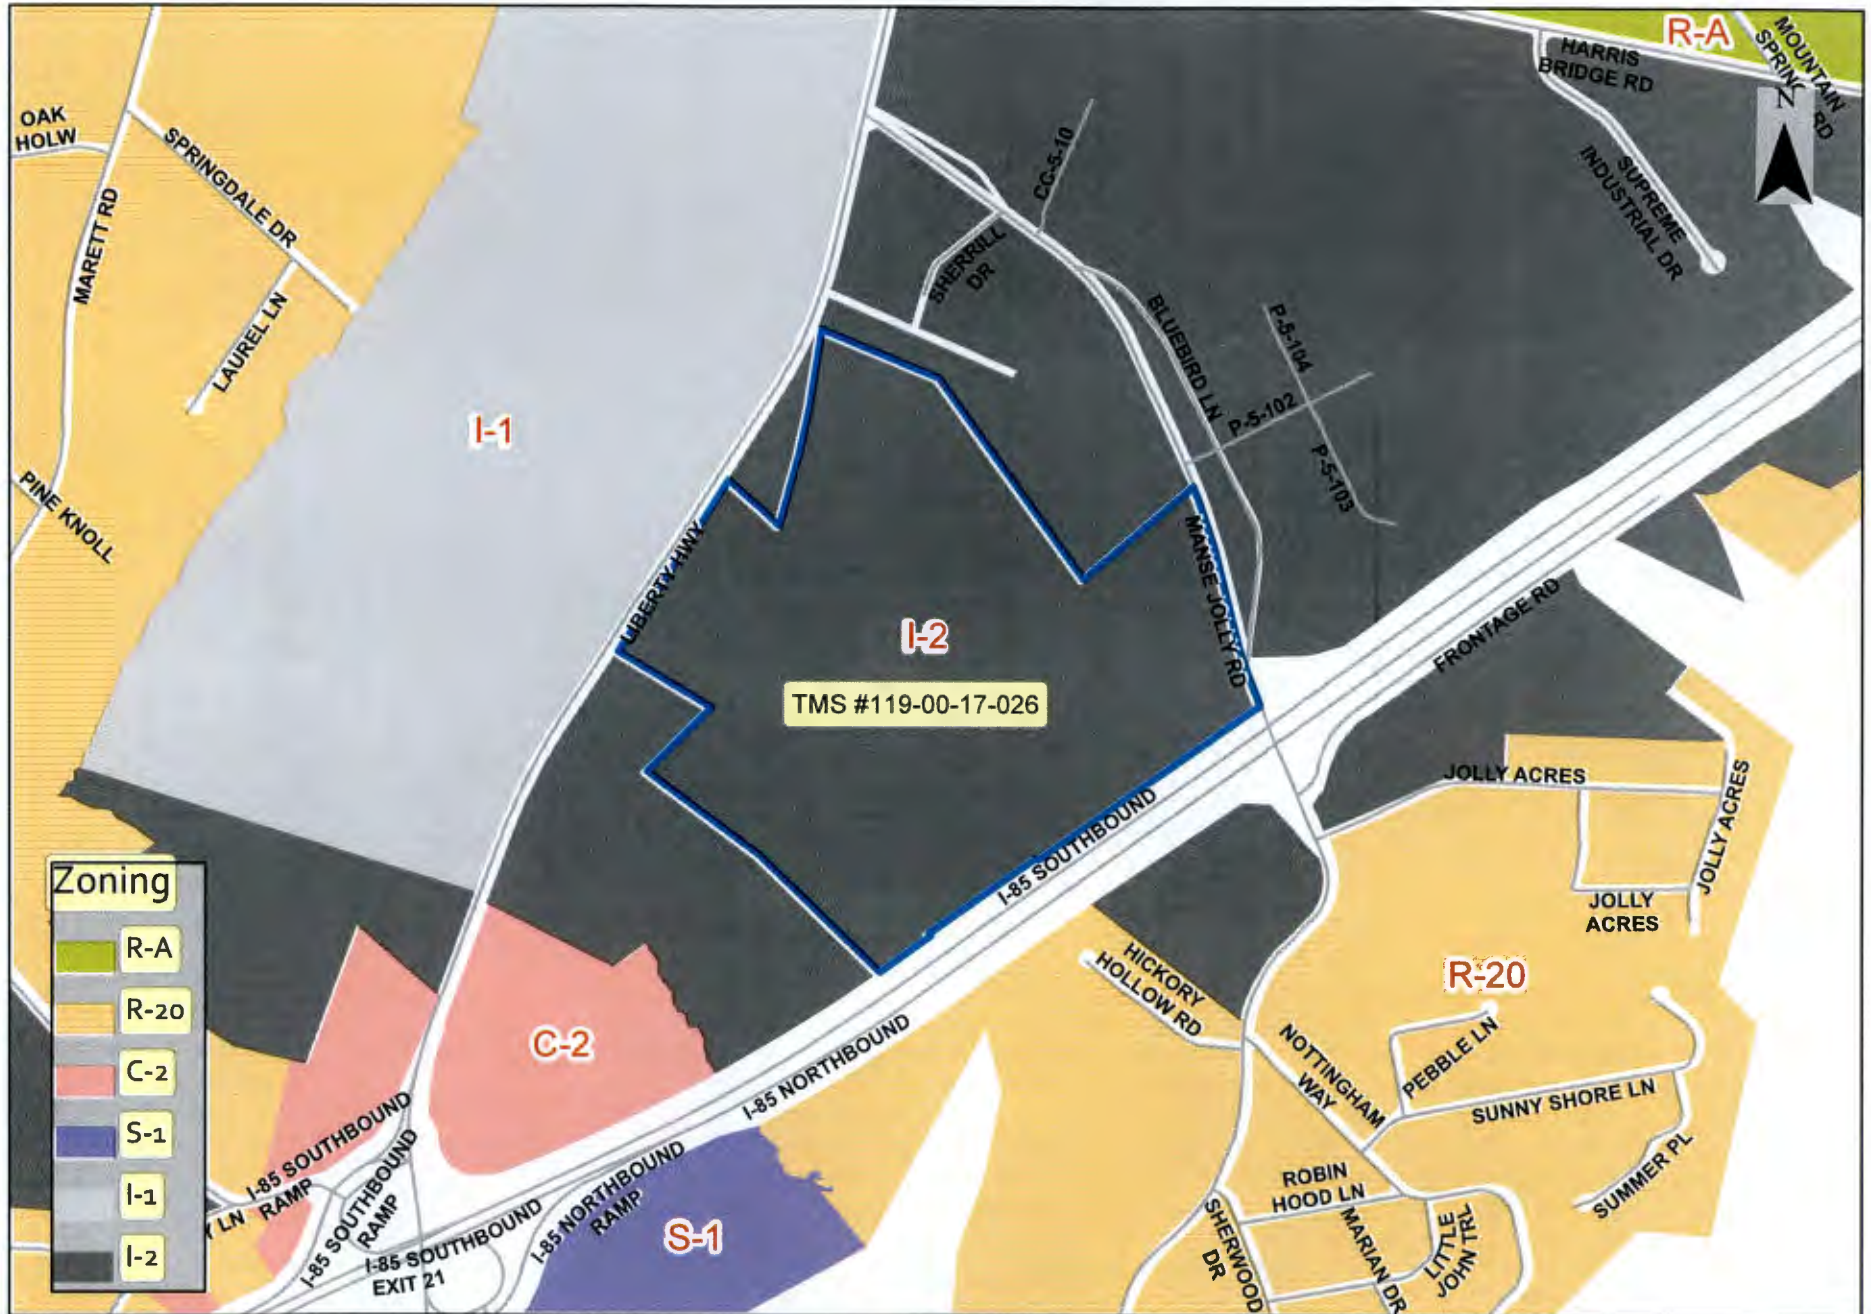 R-A
MOUNTAIN
SPRING RD
HARRIS
BRIDGE RD
N
OAK
HOLW
SPRINGDALE DR
CG-5-10
SUPREME
INDUSTRIAL DR
MARETT RD
SHERRILL
DR
LAUREL LN
BLUEBIRD LN
P-5-104
I-1
P-5-102
P-5-103
PINE KNOLL
LIBERTY HWY
MANSE JOLLY RD
I-2
FRONTAGE RD
TMS #119-00-17-026
JOLLY ACRES
JOLLY ACRES
I-85 SOUTHBOUND
JOLLY
ACRES
Zoning
R-A
R-20
C-2
S-1
I-1
I-2
HICKORY
HOLLOW RD
R-20
C-2
NOTTINGHAM
WAY
PEBBLE LN
I-85 NORTHBOUND
SUNNY SHORE LN
I-85 SOUTHBOUND
RAMP
Y LN
I-85 SOUTHBOUND
RAMP
I-85 NORTHBOUND
RAMP
ROBIN
HOOD LN
SUMMER PL
S-1
I-85 SOUTHBOUND
EXIT 21
SHERWOOD
DR
MARIAN DR
LITTLE
JOHN TRL